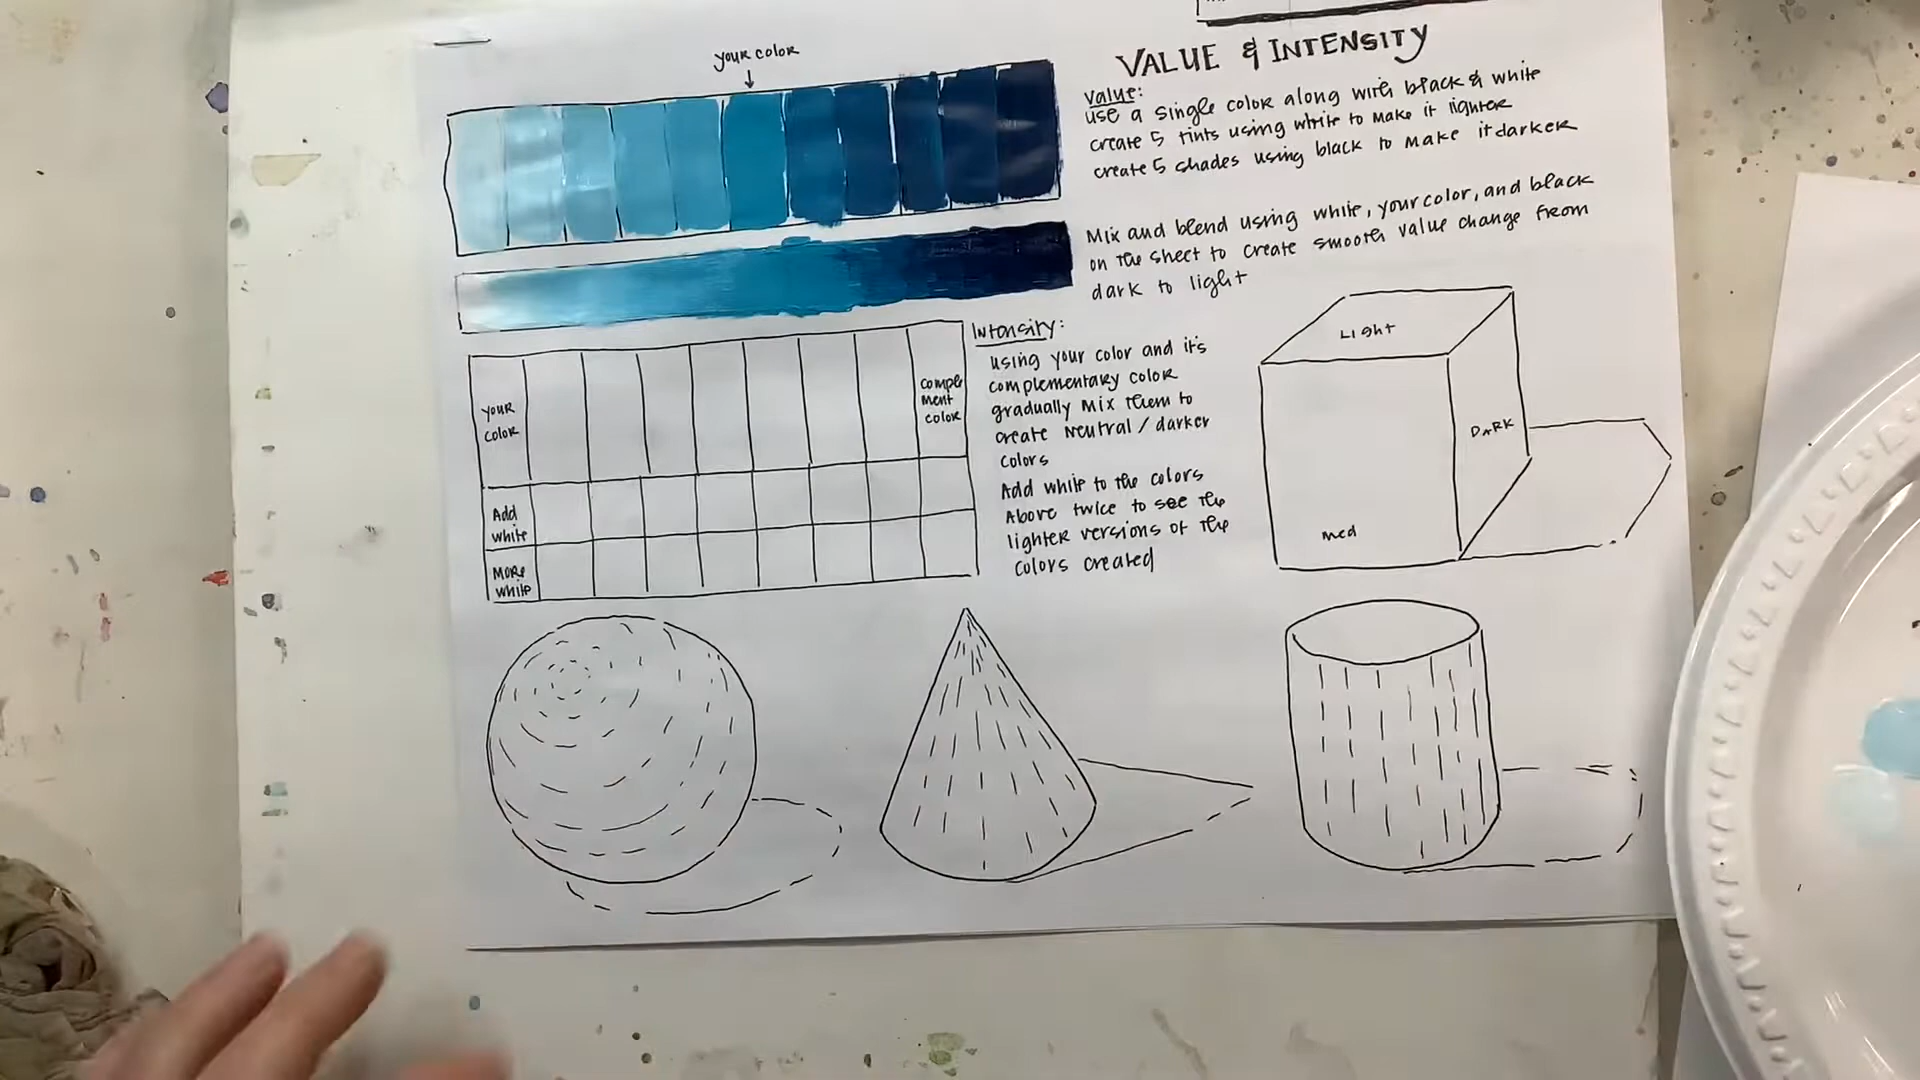 your color
VALUE & INTENSITY
Value:
use a single color along with black & white
create 5 tints using white to make it lighter
create 5 shades using black to make it darker
Mix and blend using white, your color, and black
on the sheet to create smooth value change from
dark to light
Intensity:
using your color and it's
complementary color
gradually mix them to
create neutral / darker
colors
Add white to the colors
Above twice to see the
lighter versions of the
colors created
your
color
comple
ment
color
Add
white
More
white
Light
DARK
med